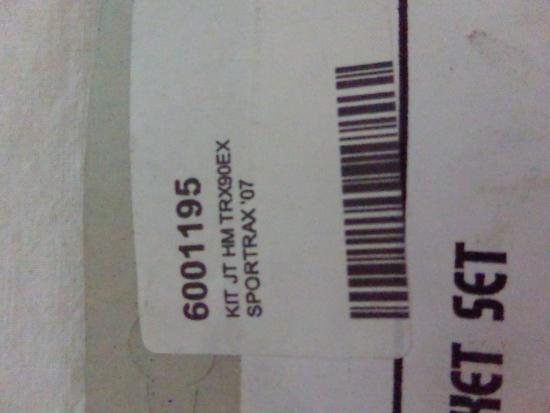 6001195
KIT JT HM TRX90EX
SPORTRAX '07
KET SET